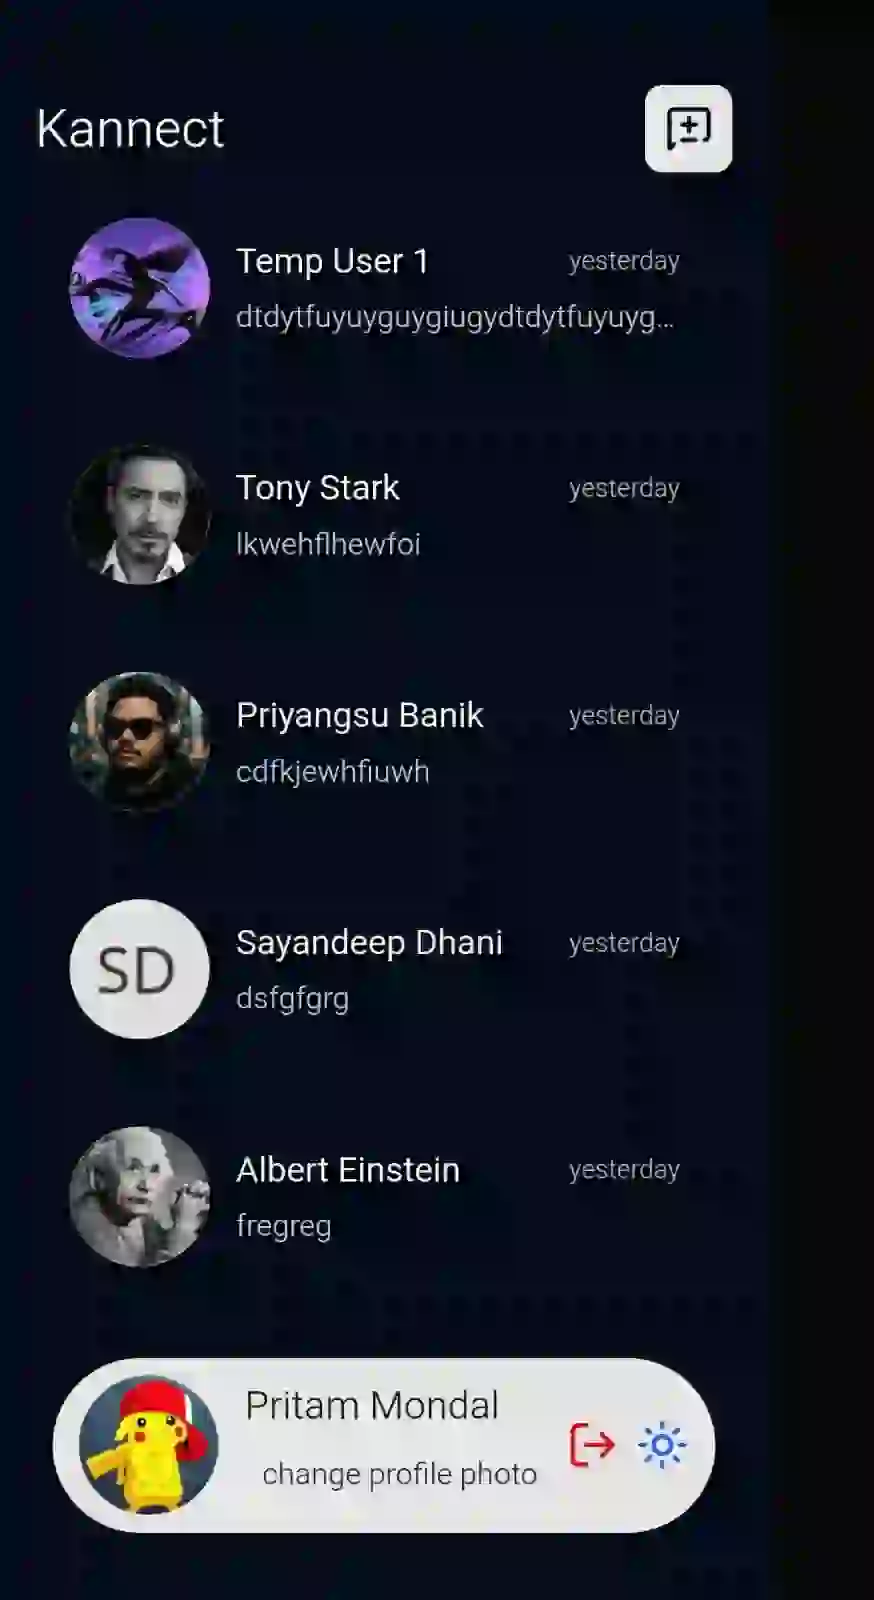 Kannect
Temp User 1 yesterday
dtdytfuyuyguygiugydtdytfuyuyg...
Tony Stark yesterday
lkwehflhewfoi
Priyangsu Banik yesterday
cdfkjewhfiuwh
SD
Sayandeep Dhani yesterday
dsfgfgrg
Albert Einstein yesterday
fregreg
Pritam Mondal
change profile photo